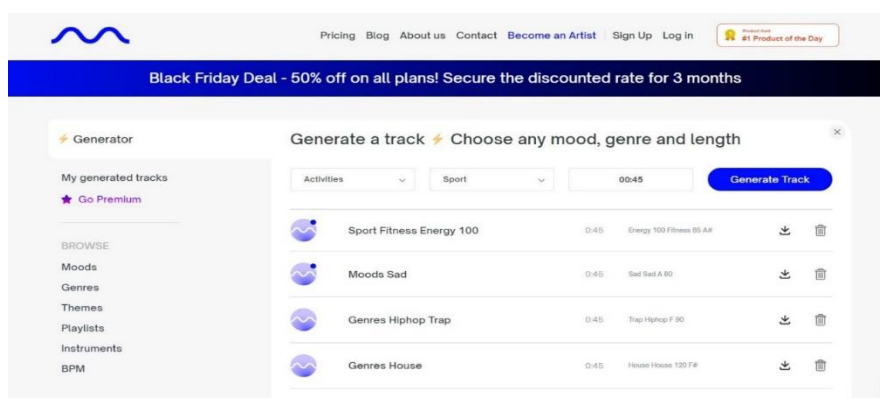 Pricing Blog About us Contact Become an Artist Sign Up Log in
Product Hunt
#1 Product of the Day
Black Friday Deal - 50% off on all plans! Secure the discounted rate for 3 months
Generator
Generate a track Choose any mood, genre and length
My generated tracks
Go Premium
Activities Sport 00:45 Generate Track
BROWSE
Moods
Genres
Themes
Playlists
Instruments
BPM
Sport Fitness Energy 100 0:45 Energy 100 Fitness 85 A#
Moods Sad 0:45 Sad Sad A 80
Genres Hiphop Trap 0:45 Trap Hiphop F 90
Genres House 0:45 House House 120 F#